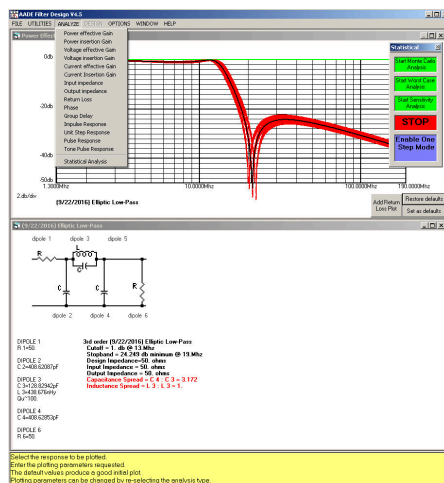 AADE Filter Design V4.5
FILE UTILITIES ANALYZE DESIGN OPTIONS WINDOW HELP
Power Effect
Power effective Gain
Power insertion Gain
Voltage effective Gain
Voltage insertion Gain
Current effective Gain
Current Insertion Gain
Input impedance
Output impedance
Return Loss
Phase
Group Delay
Impulse Response
Unit Step Response
Pulse Response
Tone Pulse Response
Statistical Analysis
Statistical
Start Monte Carlo Analysis
Start Worst Case Analysis
Start Sensitivity Analysis
STOP
Enable One Step Mode
0db
-20db
-40db
-50db
1.3000Mhz
10.0000Mhz
100.0000Mhz
190.0000Mhz
2.db/div
(9/22/2016) Elliptic Low-Pass
Add Return Loss Plot
Restore defaults
Set as defaults
(9/22/2016) Elliptic Low-Pass
dipole 1
dipole 3
dipole 5
L
R
C
C
C
R
dipole 2
dipole 4
dipole 6
DIPOLE 1
R 1=50.
DIPOLE 2
C 2=408.62087pF
DIPOLE 3
C 3=128.82942pF
L 3=438.676nHy
Qu~100.
DIPOLE 4
C 4=408.62853pF
DIPOLE 6
R 6=50.
3rd order (9/22/2016) Elliptic Low-Pass
Cutoff = 1. db @ 13.Mhz
Stopband = 24.249 db minimum @ 19.Mhz
Design Impedance=50. ohms
Input Impedance = 50. ohms
Output Impedance = 50. ohms
Capacitance Spread = C 4 : C 3 = 3.172
Inductance Spread = L 3 : L 3 = 1.
Select the response to be plotted.
Enter the plotting parameters requested.
The default values produce a good initial plot.
Plotting parameters can be changed by re-selecting the analysis type.